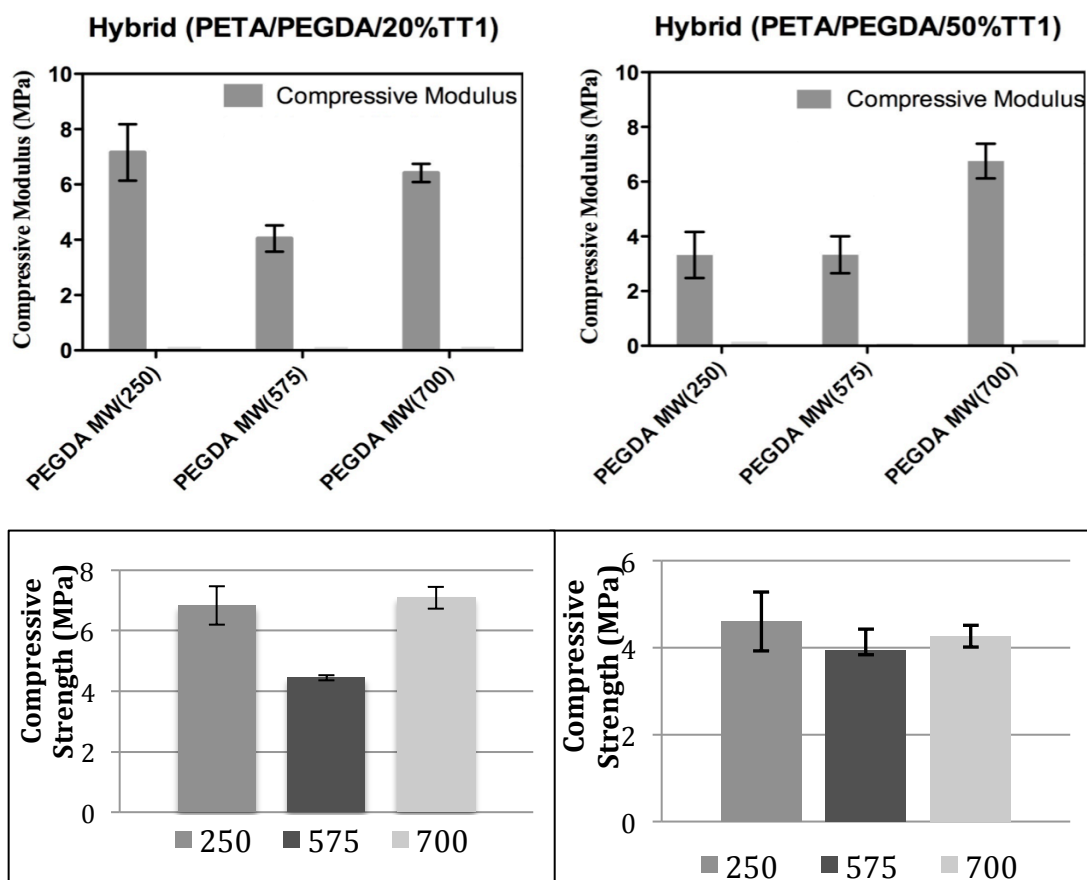 Hybrid (PETA/PEGDA/20%TT1)
Compressive Modulus (MPa)
10
8
6
4
2
0
Compressive Modulus
PEGDA MW(250)
PEGDA MW(575)
PEGDA MW(700)
Hybrid (PETA/PEGDA/50%TT1)
Compressive Modulus (MPa)
10
8
6
4
2
0
Compressive Modulus
PEGDA MW(250)
PEGDA MW(575)
PEGDA MW(700)
Compressive
Strength (MPa)
8
6
4
2
0
250 575 700
Compressive
Strength (MPa)
6
4
2
0
250 575 700